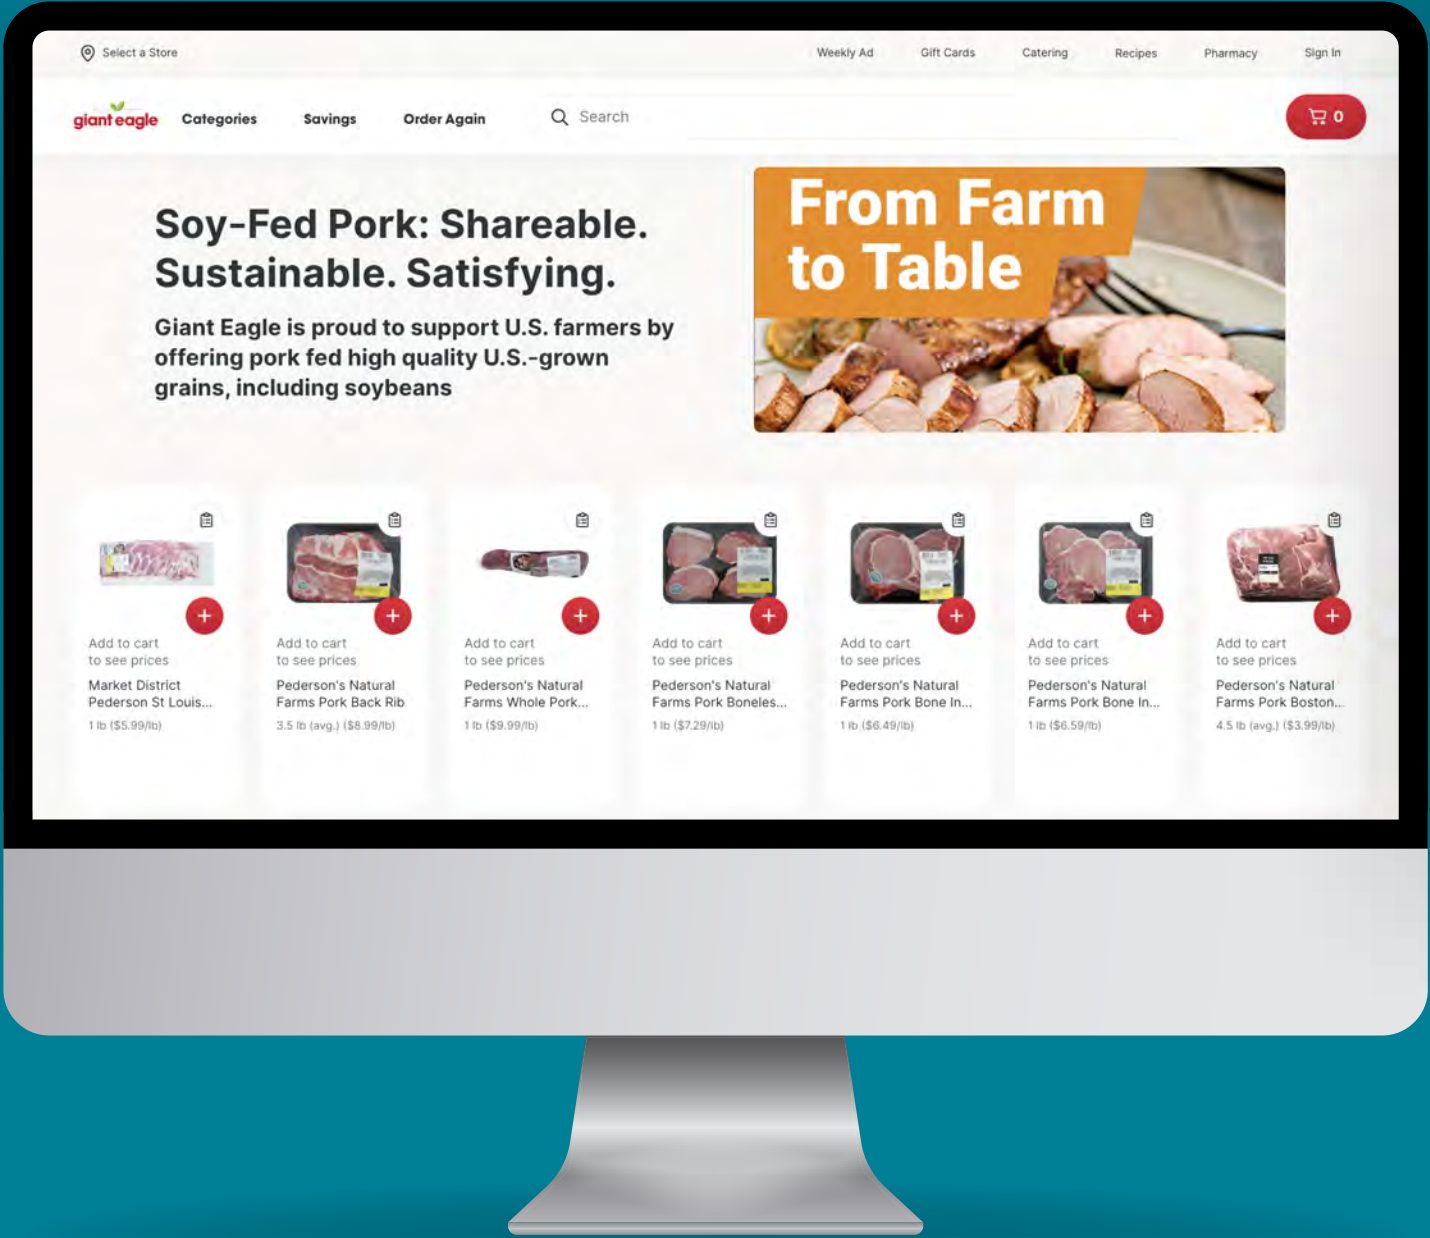 Select a Store
Weekly Ad
Gift Cards
Catering
Recipes
Pharmacy
Sign In
giant eagle
Categories
Savings
Order Again
Search
0
Soy-Fed Pork: Shareable.
Sustainable. Satisfying.
Giant Eagle is proud to support U.S. farmers by
offering pork fed high quality U.S.-grown
grains, including soybeans
From Farm
to Table
Add to cart
to see prices
Market District
Pederson St Louis...
1 lb ($5.99/lb)
Add to cart
to see prices
Pederson's Natural
Farms Pork Back Rib
3.5 lb (avg.) ($8.99/lb)
Add to cart
to see prices
Pederson's Natural
Farms Whole Pork...
1 lb ($9.99/lb)
Add to cart
to see prices
Pederson's Natural
Farms Pork Boneles...
1 lb ($7.29/lb)
Add to cart
to see prices
Pederson's Natural
Farms Pork Bone In...
1 lb ($6.49/lb)
Add to cart
to see prices
Pederson's Natural
Farms Pork Bone In...
1 lb ($6.59/lb)
Add to cart
to see prices
Pederson's Natural
Farms Pork Boston...
4.5 lb (avg.) ($3.99/lb)